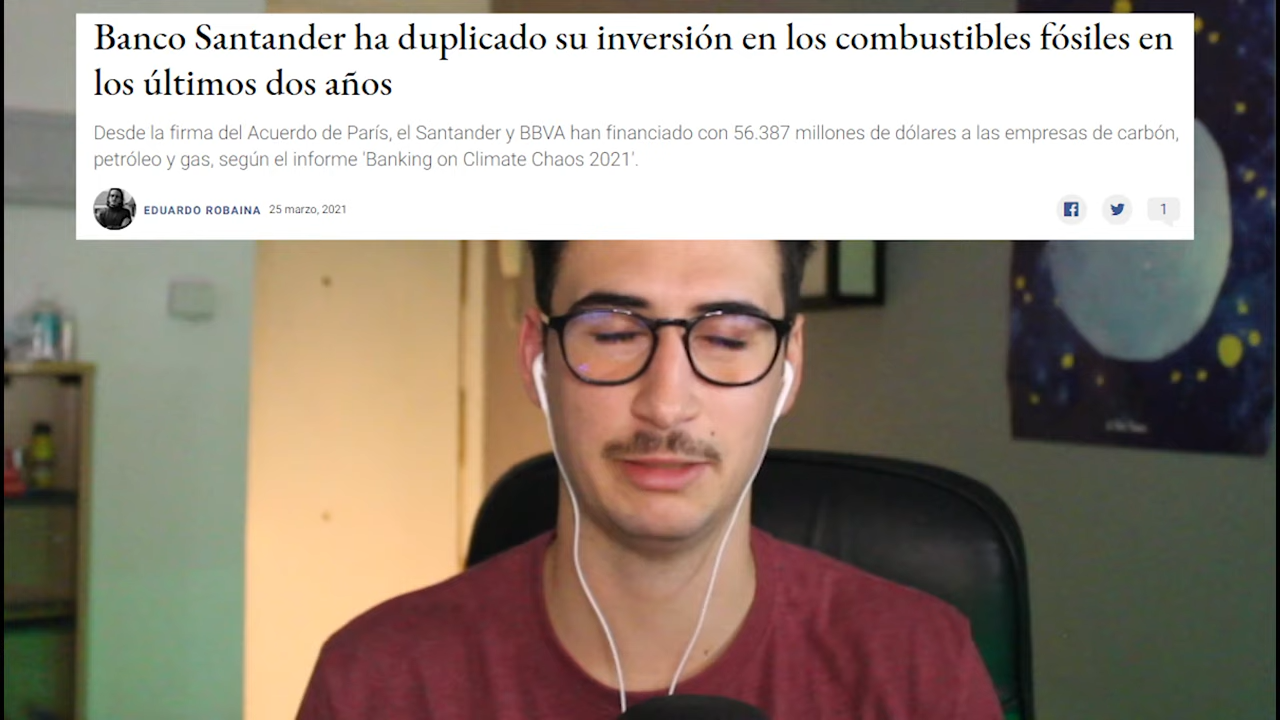 Banco Santander ha duplicado su inversión en los combustibles fósiles en
los últimos dos años
Desde la firma del Acuerdo de París, el Santander y BBVA han financiado con 56.387 millones de dólares a las empresas de carbón,
petróleo y gas, según el informe 'Banking on Climate Chaos 2021'.
EDUARDO ROBAINA 25 marzo, 2021
1